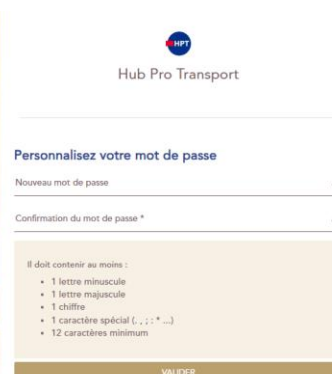 HPT
Hub Pro Transport
Personnalisez votre mot de passe
Nouveau mot de passe
Confirmation du mot de passe *
Il doit contenir au moins :
• 1 lettre minuscule
• 1 lettre majuscule
• 1 chiffre
• 1 caractère spécial (. , ; : * ...)
• 12 caractères minimum
VALIDER